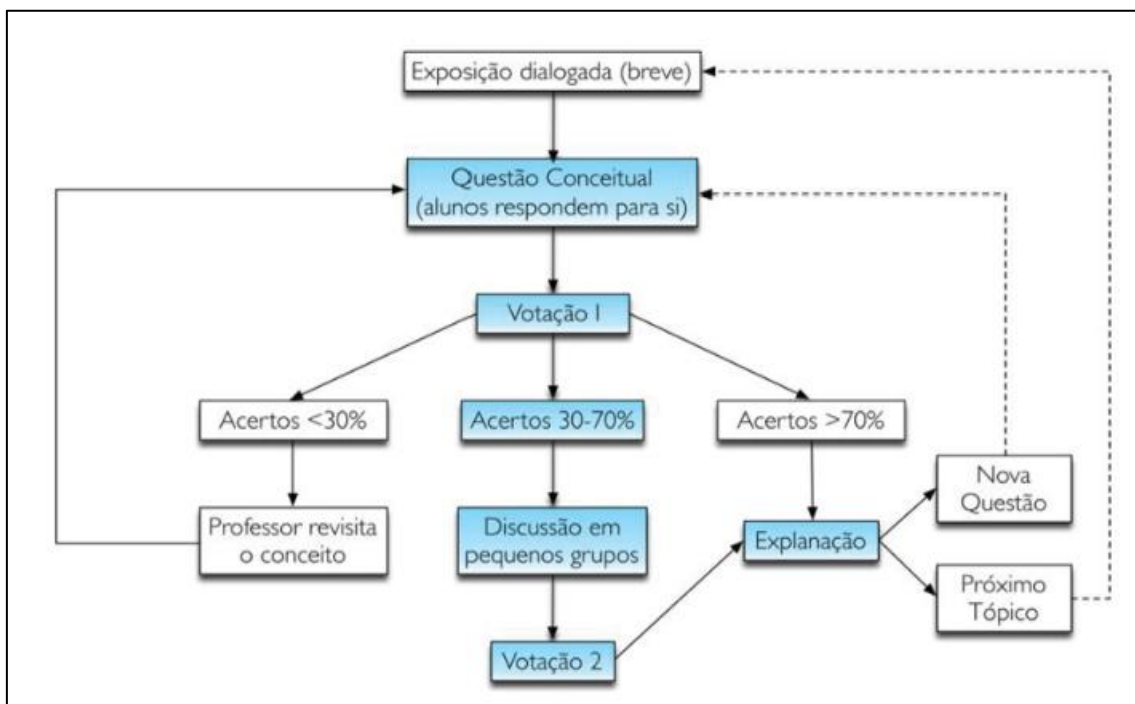 Exposição dialogada (breve)
Questão Conceitual
(alunos respondem para si)
Votação I
Acertos <30%
Acertos 30-70%
Acertos >70%
Professor revisita
o conceito
Discussão em
pequenos grupos
Explanação
Nova
Questão
Próximo
Tópico
Votação 2